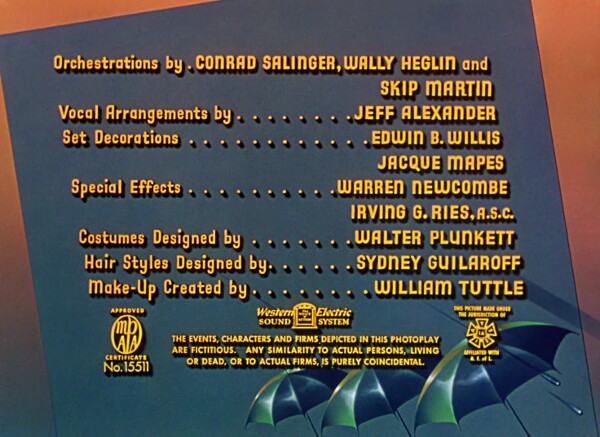 Orchestrations by. CONRAD SALINGER, WALLY HEGLIN and
SKIP MARTIN
Vocal Arrangements by . . . . . . . . JEFF ALEXANDER
Set Decorations . . . . . . . . . . . . EDWIN B. WILLIS
JACQUE MAPES
Special Effects . . . . . . . . . . WARREN NEWCOMBE
IRVING G. RIES, A.S.C.
Costumes Designed by . . . . . . . WALTER PLUNKETT
Hair Styles Designed by. . . . . . SYDNEY GUILAROFF
Make-Up Created by . . . . . . . . WILLIAM TUTTLE
APPROVED
MPAA
CERTIFICATE
No. 15511
Western Electric
SOUND SYSTEM
THE EVENTS, CHARACTERS AND FIRMS DEPICTED IN THIS PHOTOPLAY
ARE FICTITIOUS. ANY SIMILARITY TO ACTUAL PERSONS, LIVING
OR DEAD, OR TO ACTUAL FIRMS, IS PURELY COINCIDENTAL.
THIS PICTURE MADE UNDER
THE JURISDICTION OF
AFFILIATED WITH
A. F. of L.